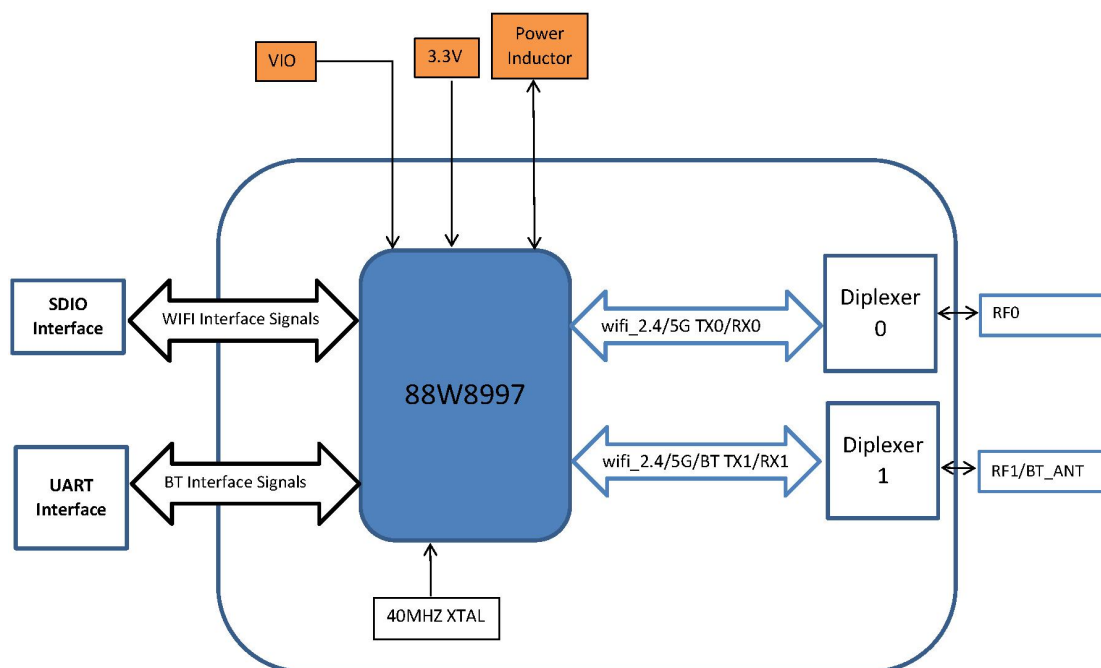 Power
Inductor
VIO
3.3V
SDIO
Interface
WIFI Interface Signals
wifi_2.4/5G TX0/RX0
Diplexer
0
RF0
88W8997
UART
Interface
BT Interface Signals
wifi_2.4/5G/BT TX1/RX1
Diplexer
1
RF1/BT_ANT
40MHZ XTAL